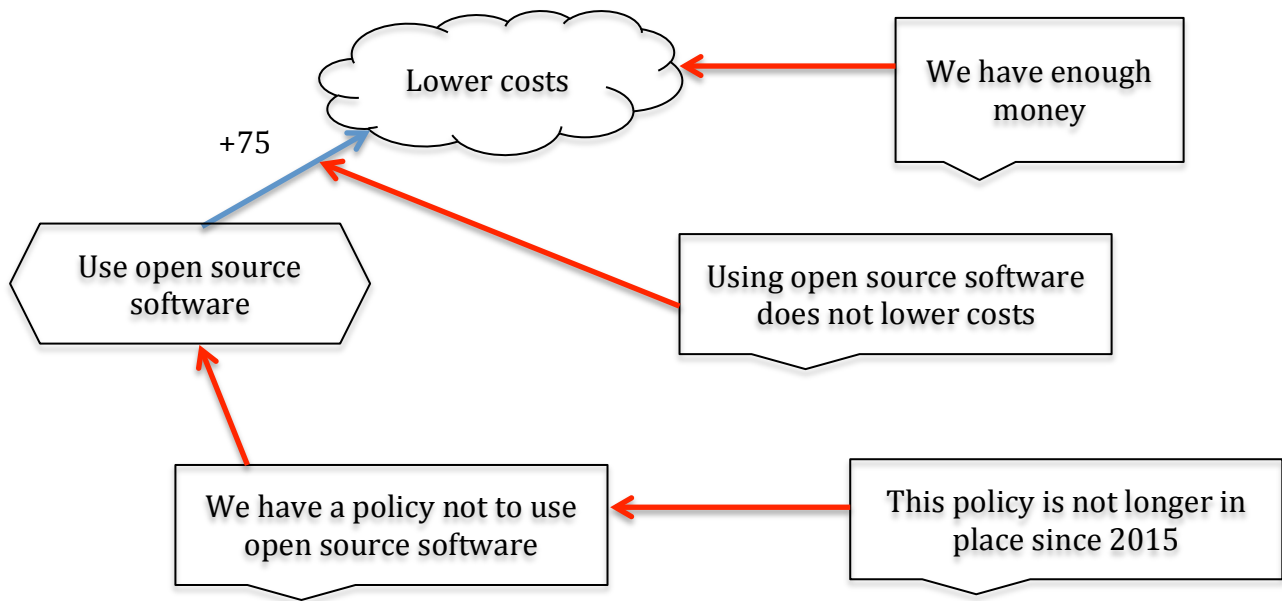 Lower costs
We have enough
money
+75
Use open source
software
Using open source software
does not lower costs
We have a policy not to use
open source software
This policy is not longer in
place since 2015